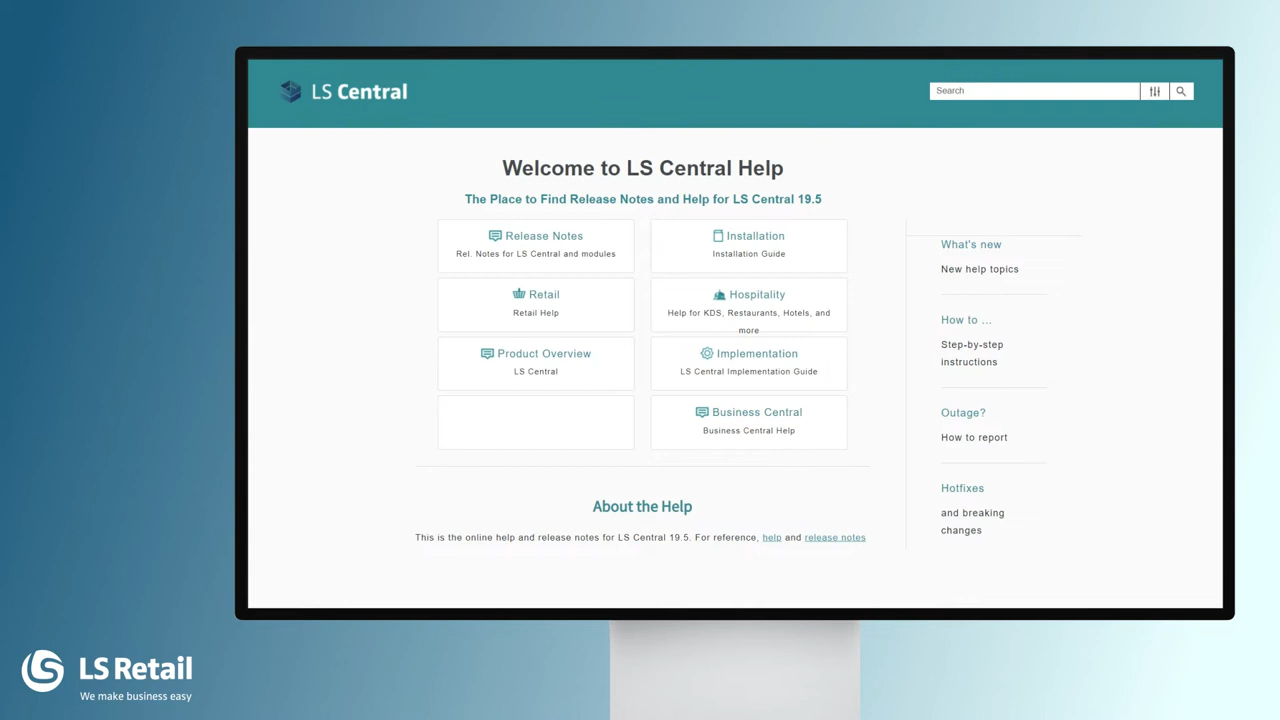 LS Central
Search
Welcome to LS Central Help
The Place to Find Release Notes and Help for LS Central 19.5
Release Notes
Rel. Notes for LS Central and modules
Installation
Installation Guide
Retail
Retail Help
Hospitality
Help for KDS, Restaurants, Hotels, and
more
Product Overview
LS Central
Implementation
LS Central Implementation Guide
Business Central
Business Central Help
What's new
New help topics
How to ...
Step-by-step
instructions
Outage?
How to report
Hotfixes
and breaking
changes
About the Help
This is the online help and release notes for LS Central 19.5. For reference, help and release notes
LS Retail
We make business easy